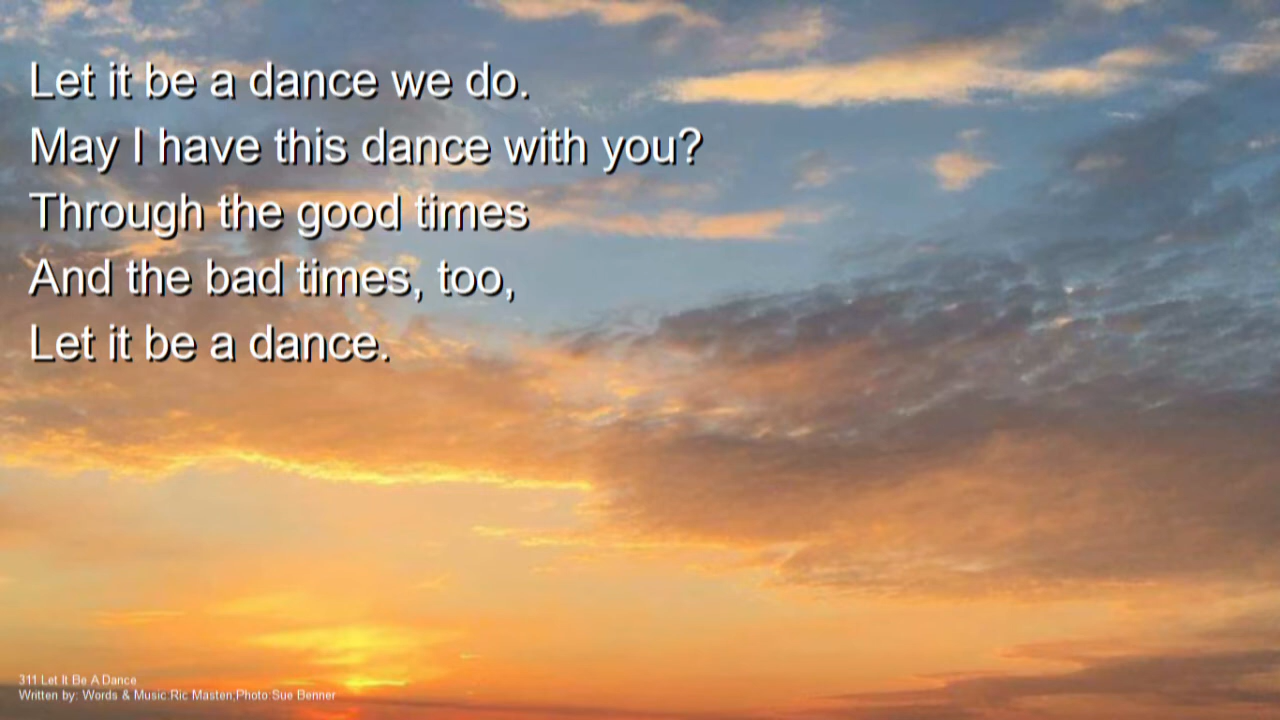 Let it be a dance we do.
May I have this dance with you?
Through the good times
And the bad times, too,
Let it be a dance.
311 Let It Be A Dance
Written by: Words & Music Ric Masten;Photo Sue Benner